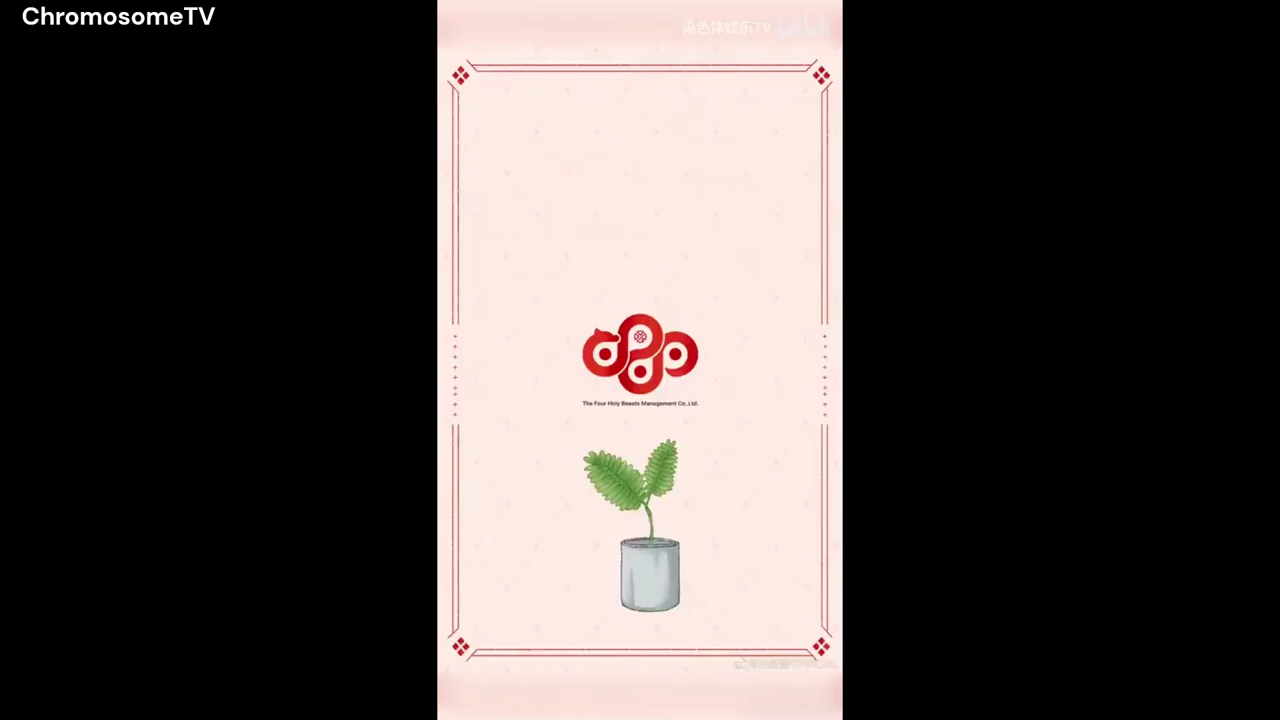 ChromosomeTV
染色体娱乐TV
The Four Holy Beasts Management Co.,Ltd.